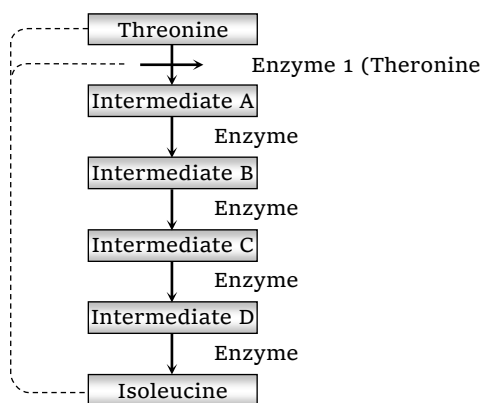 Threonine
Enzyme 1 (Theronine
Intermediate A
Enzyme
Intermediate B
Enzyme
Intermediate C
Enzyme
Intermediate D
Enzyme
Isoleucine